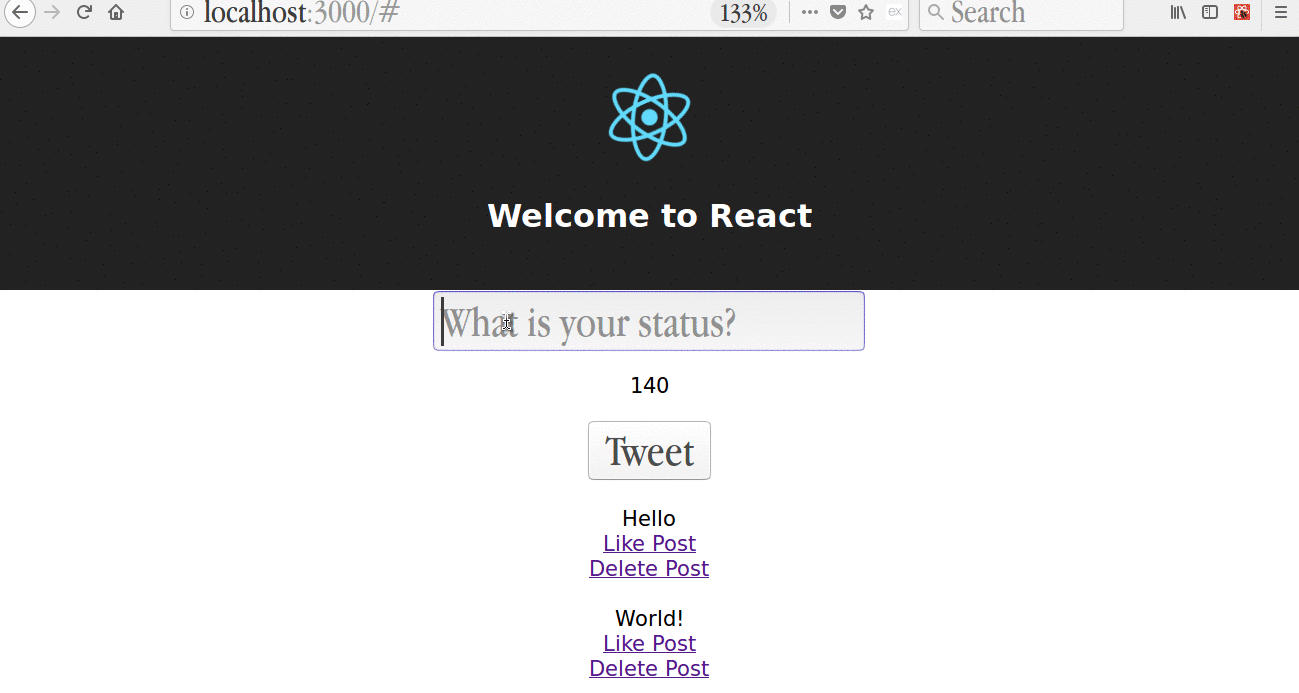 localhost:3000/#
133%
ex
Search
Welcome to React
What is your status?
140
Tweet
Hello
Like Post
Delete Post
World!
Like Post
Delete Post